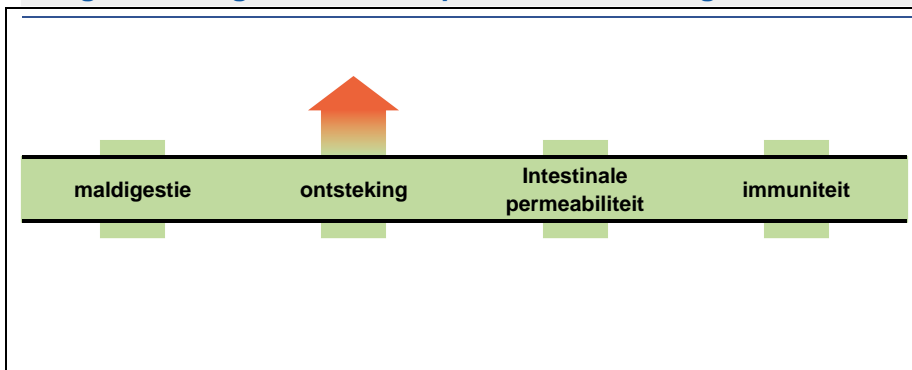 maldigestie
ontsteking
Intestinale
permeabiliteit
immuniteit